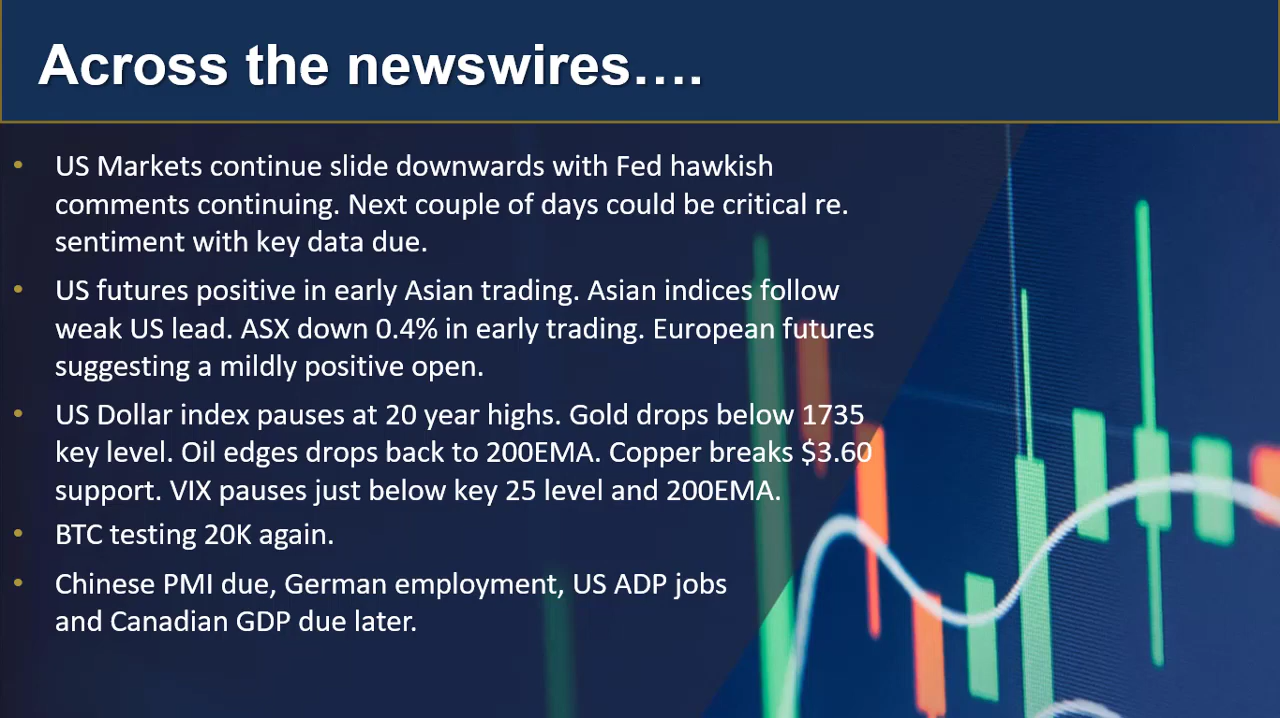 Across the newswires….
• US Markets continue slide downwards with Fed hawkish
comments continuing. Next couple of days could be critical re.
sentiment with key data due.
• US futures positive in early Asian trading. Asian indices follow
weak US lead. ASX down 0.4% in early trading. European futures
suggesting a mildly positive open.
• US Dollar index pauses at 20 year highs. Gold drops below 1735
key level. Oil edges drops back to 200EMA. Copper breaks $3.60
support. VIX pauses just below key 25 level and 200EMA.
• BTC testing 20K again.
• Chinese PMI due, German employment, US ADP jobs
and Canadian GDP due later.